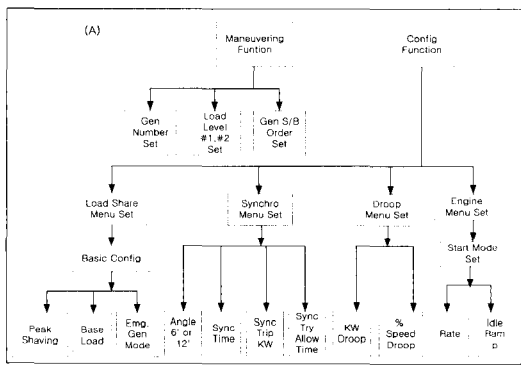 (A)
Maneuvering
Funtion
Config
Function
Gen
Number
Set
Load
Level
#1,#2
Set
Gen S/B
Order
Set
Load Share
Menu Set
Synchro
Menu Set
Droop
Menu Set
Engine
Menu Set
Basic Config
Start Mode
Set
Peak
Shaving
Base
Load
Emg.
Gen
Mode
Angle
6' or
12'
Sync
Time
Sync
Trip
KW
Sync
Try
Allow
Time
KW
Droop
%
Speed
Droop
Rate
Idle
Ram
p